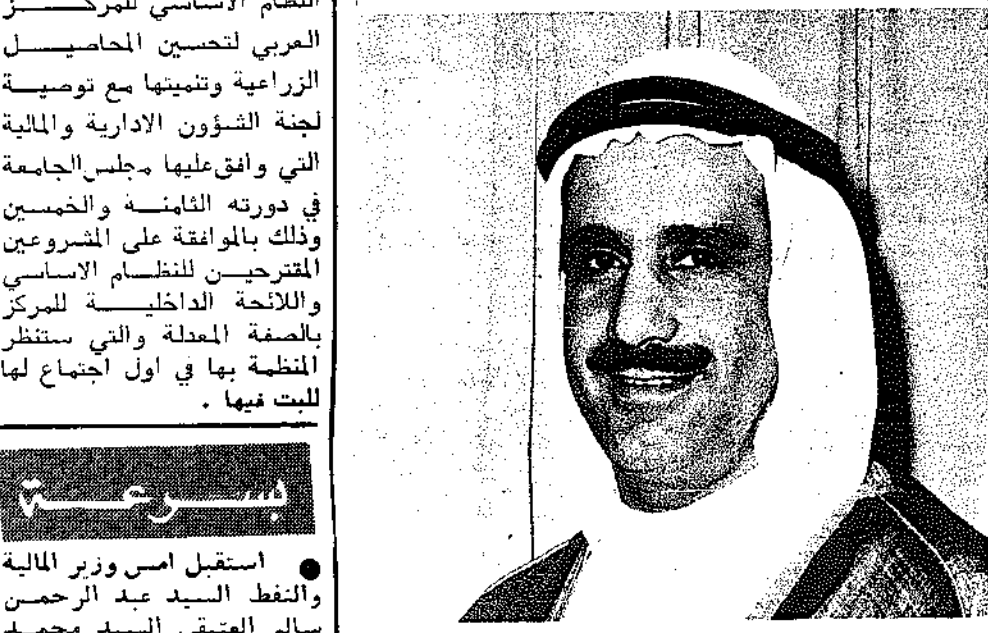 النظام الاساسي للمركز
العربي لتحسين المحاصيل
الزراعية وتنميتها مع توصية
لجنة الشؤون الادارية والمالية
التي وافق عليها مجلس الجامعة
في دورته الثامنة والخمسين
وذلك بالموافقة على المشروعين
المقترحين للنظام الاساسي
واللائحة الداخلية للمركز
بالصفة المعدلة والتي ستنظر
المنظمة بها في اول اجتماع لها
للبت فيها .
بسرعة
● استقبل امس وزير المالية
والنفط السيد عبد الرحمن
سالم العتيقي السيد محمد